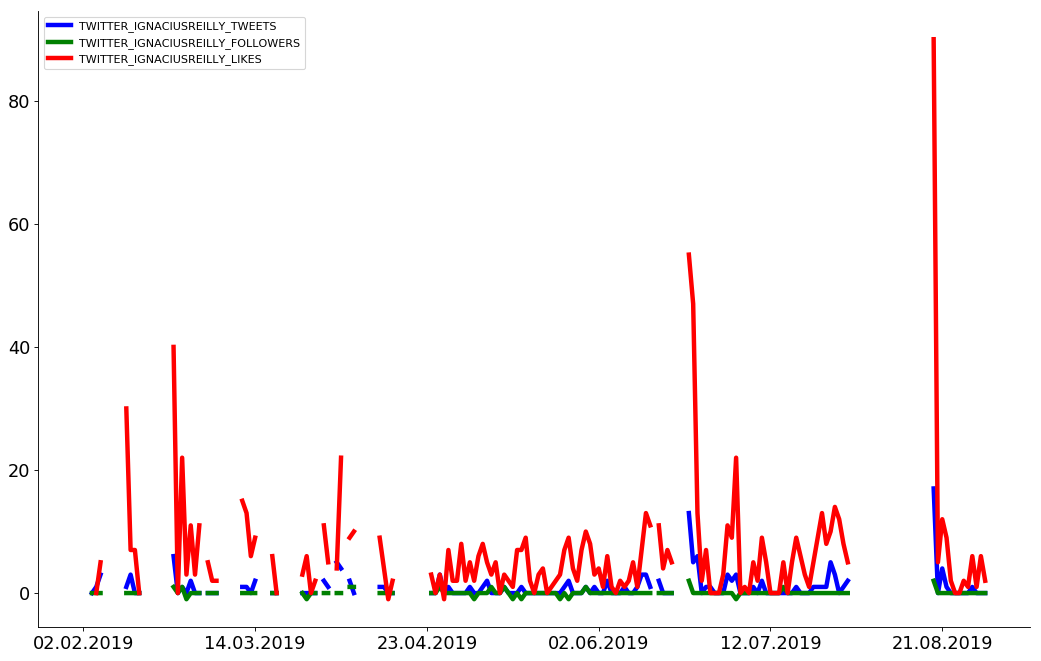 TWITTER_IGNACIUSREILLY_TWEETS
TWITTER_IGNACIUSREILLY_FOLLOWERS
TWITTER_IGNACIUSREILLY_LIKES
80
60
40
20
0
02.02.2019 14.03.2019 23.04.2019 02.06.2019 12.07.2019 21.08.2019